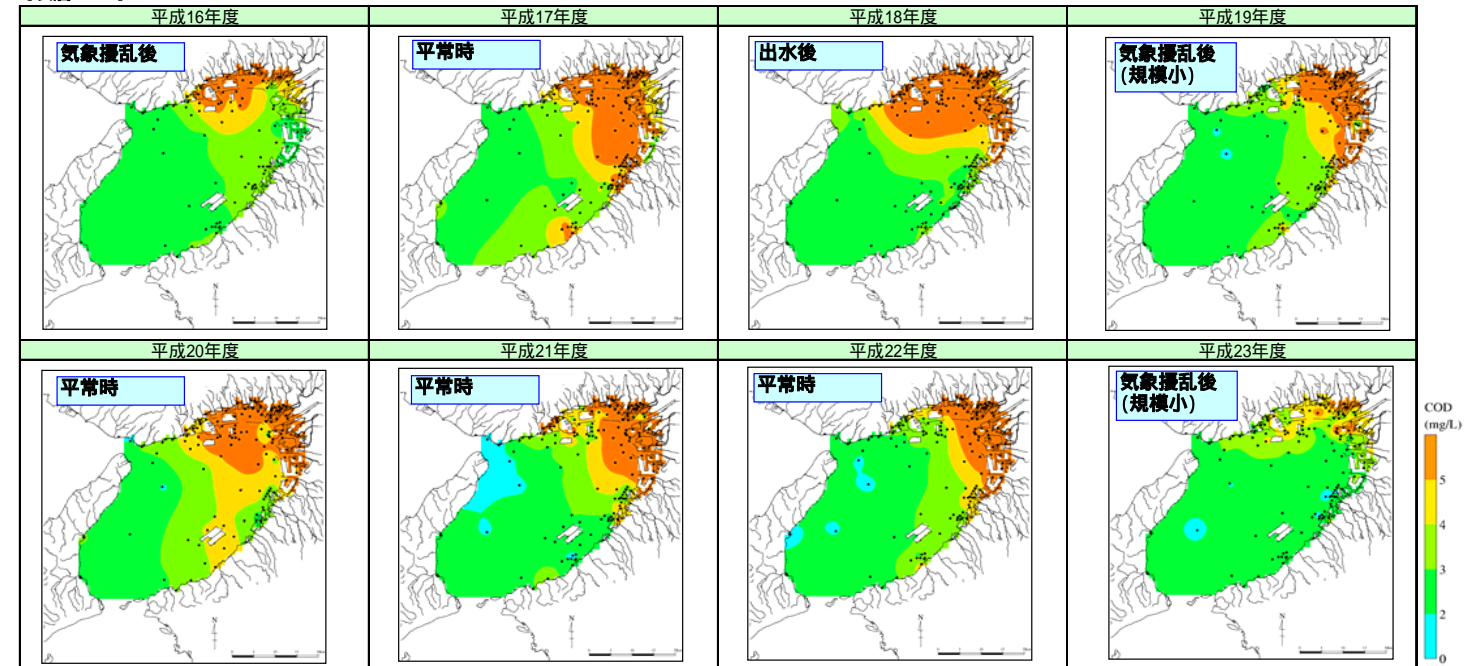 平成16年度
平成17年度
平成18年度
平成19年度
気象擾乱後
平常時
出水後
気象擾乱後
(規模小)
N
N
N
N
平成20年度
平成21年度
平成22年度
平成23年度
平常時
平常時
平常時
気象擾乱後
(規模小)
N
N
N
N
COD
(mg/L)
5
4
3
2
0